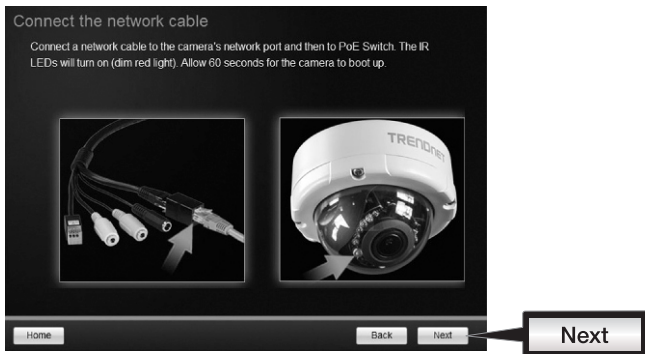 Connect the network cable
Connect a network cable to the camera's network port and then to PoE Switch. The IR
LEDs will turn on (dim red light). Allow 60 seconds for the camera to boot up.
TRENDNET
Home
Back
Next
Next